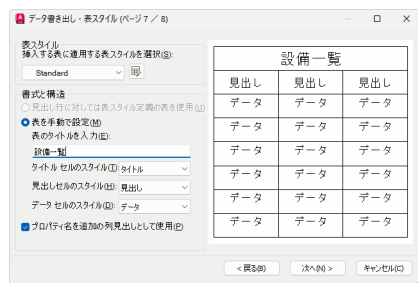 データ書き出し - 表スタイル (ページ 7 ／ 8)
表スタイル
挿入する表に適用する表スタイルを選択(S):
Standard
書式と構造
見出し行に対しては表スタイル定義の表を使用(U)
表を手動で設定(M)
表のタイトルを入力(E):
設備一覧
タイトル セルのスタイル(T):
タイトル
見出しセルのスタイル(H):
見出し
データ セルのスタイル(D):
データ
プロパティ名を追加の列見出しとして使用(P)
設備一覧
見出し 見出し 見出し
データ データ データ
データ データ データ
データ データ データ
データ データ データ
データ データ データ
データ データ データ
< 戻る(B) 次へ(N) > キャンセル(C)